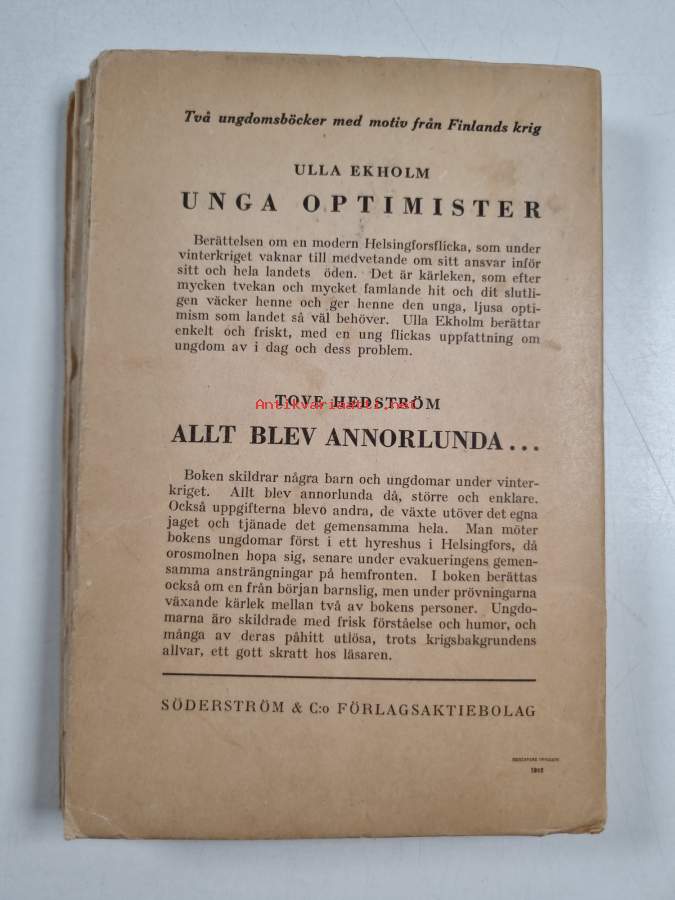 Två ungdomsböcker med motiv från Finlands krig
ULLA EKHOLM
UNGA OPTIMISTER
Berättelsen om en modern Helsingforsflicka, som under
vinterkriget vaknar till medvetande om sitt ansvar inför
sitt och hela landets öden. Det är kärleken, som efter
mycken tvekan och mycket famlande hit och dit slutli-
gen väcker henne och ger henne den unga, ljusa opti-
mism som landet så väl behöver. Ulla Ekholm berättar
enkelt och friskt, med en ung flickas uppfattning om
ungdom av i dag och dess problem.
TOVE HEDSTRÖM
Antikvariaatti.net
ALLT BLEV ANNORLUNDA...
Boken skildrar några barn och ungdomar under vinter-
kriget. Allt blev annorlunda då, större och enklare.
Också uppgifterna blevo andra, de växte utöver det egna
jaget och tjänade det gemensamma hela. Man möter
bokens ungdomar först i ett hyreshus i Helsingfors, då
orosmolnen hopa sig, senare under evakueringens gemen-
samma ansträngningar på hemfronten. I boken berättas
också om en från början barnslig, men under prövningarna
växande kärlek mellan två av bokens personer. Ungdo-
marna äro skildrade med frisk förståelse och humor, och
många av deras påhitt utlösa, trots krigsbakgrundens
allvar, ett gott skratt hos läsaren.
SÖDERSTRÖM & C:o FÖRLAGSAKTIEBOLAG